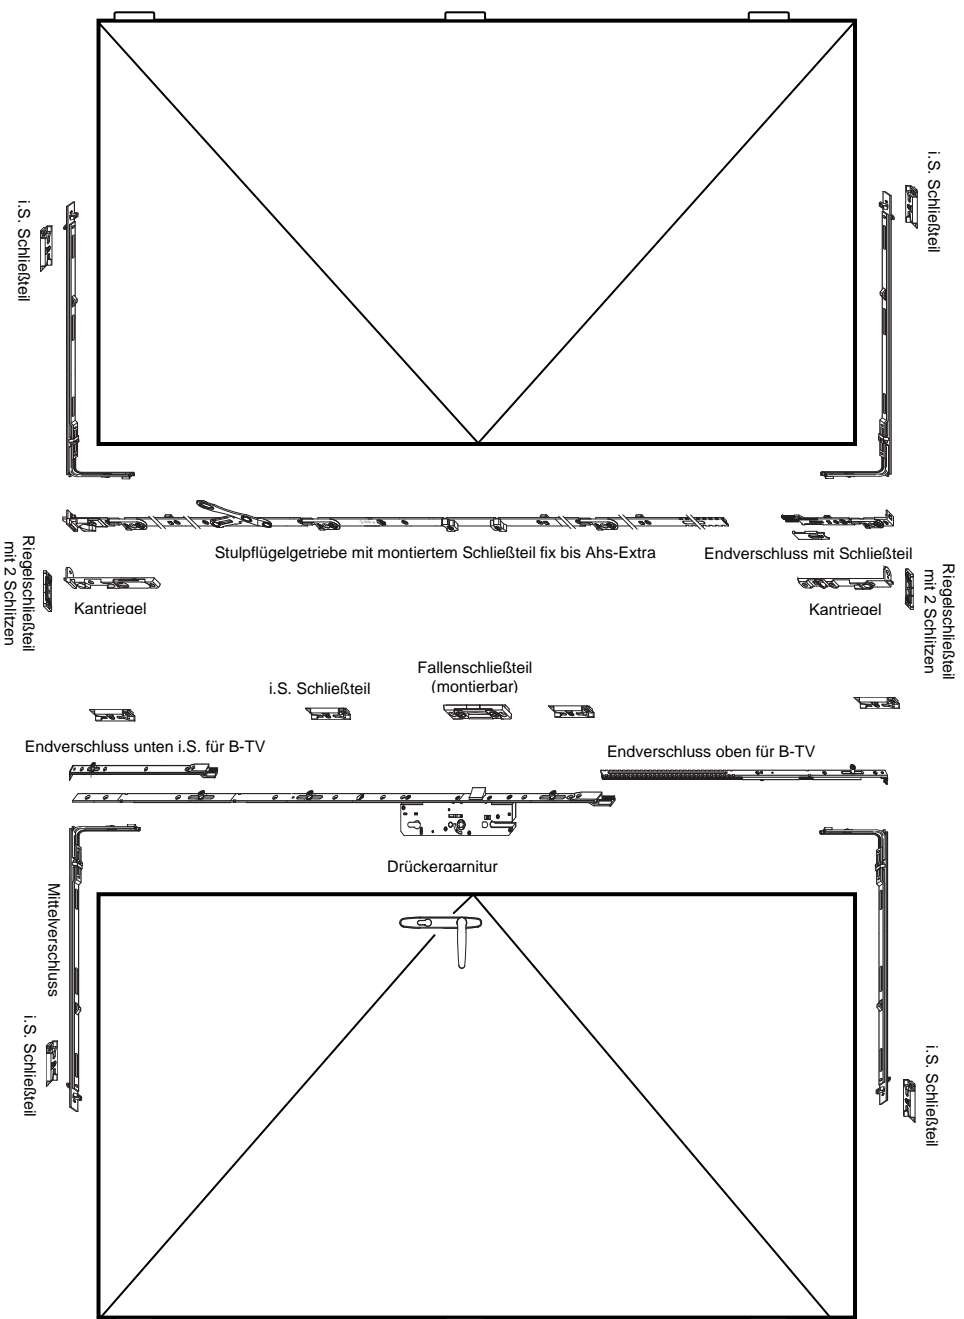 i.S. Schließteil
i.S. Schließteil
Stulpflügelgetriebe mit montiertem Schließteil fix bis Ahs-Extra
Endverschluss mit Schließteil
Riegelschließteil
mit 2 Schlitzen
Kantriegel
Kantriegel
Riegelschließteil
mit 2 Schlitzen
Fallenschließteil
(montierbar)
i.S. Schließteil
Endverschluss unten i.S. für B-TV
Endverschluss oben für B-TV
Drückergarnitur
Mittelverschluss
i.S. Schließteil
i.S. Schließteil